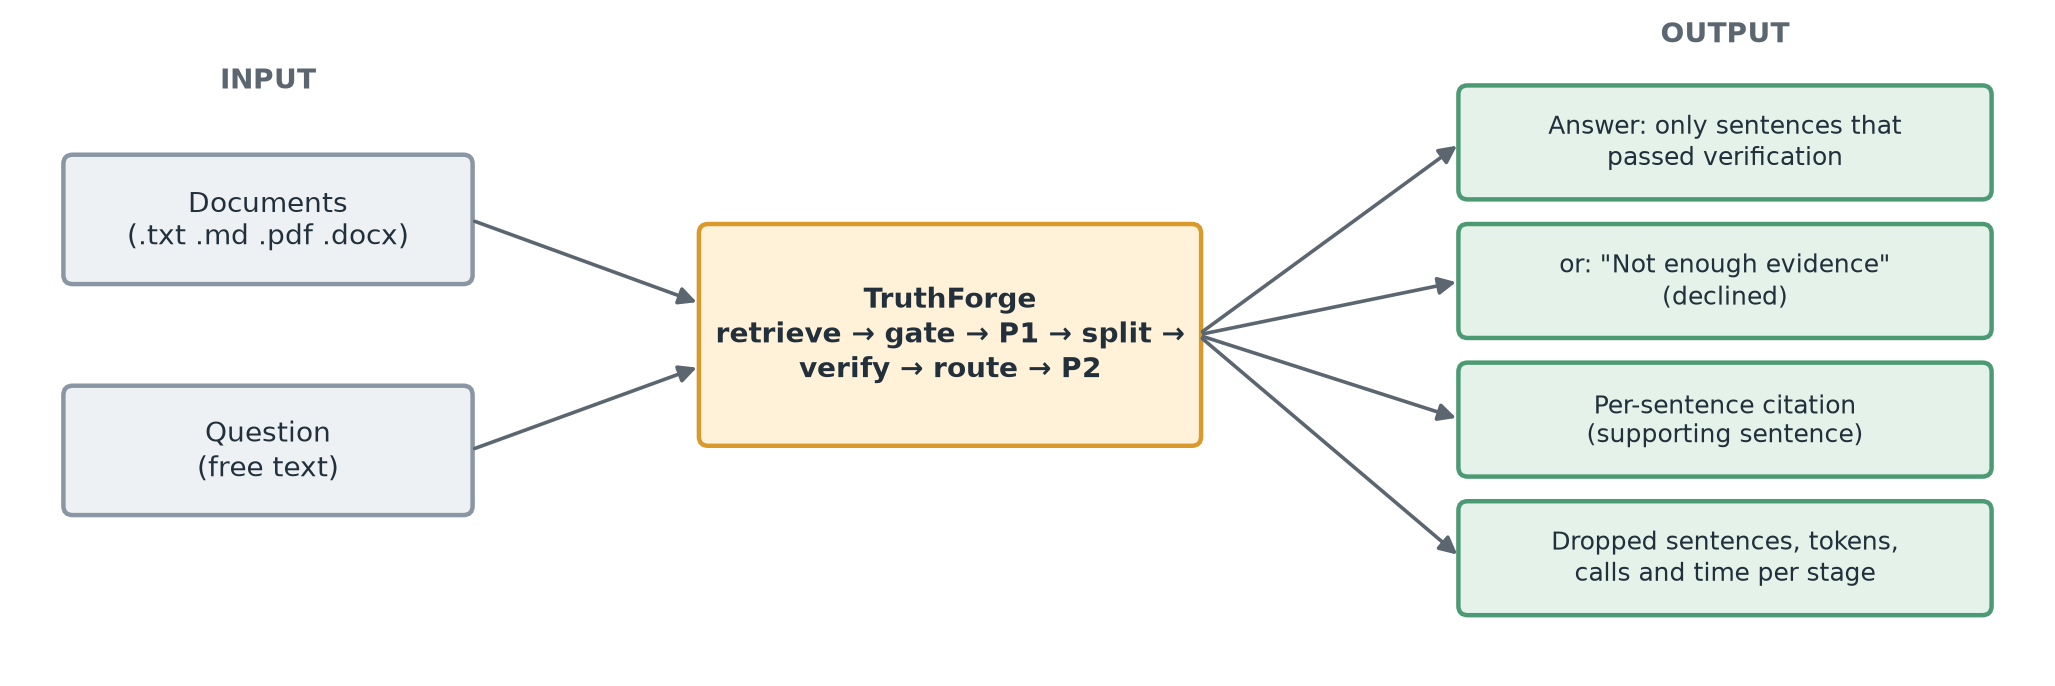 INPUT
Documents
(.txt .md .pdf .docx)
Question
(free text)
TruthForge
retrieve → gate → P1 → split →
verify → route → P2
OUTPUT
Answer: only sentences that
passed verification
or: "Not enough evidence"
(declined)
Per-sentence citation
(supporting sentence)
Dropped sentences, tokens,
calls and time per stage